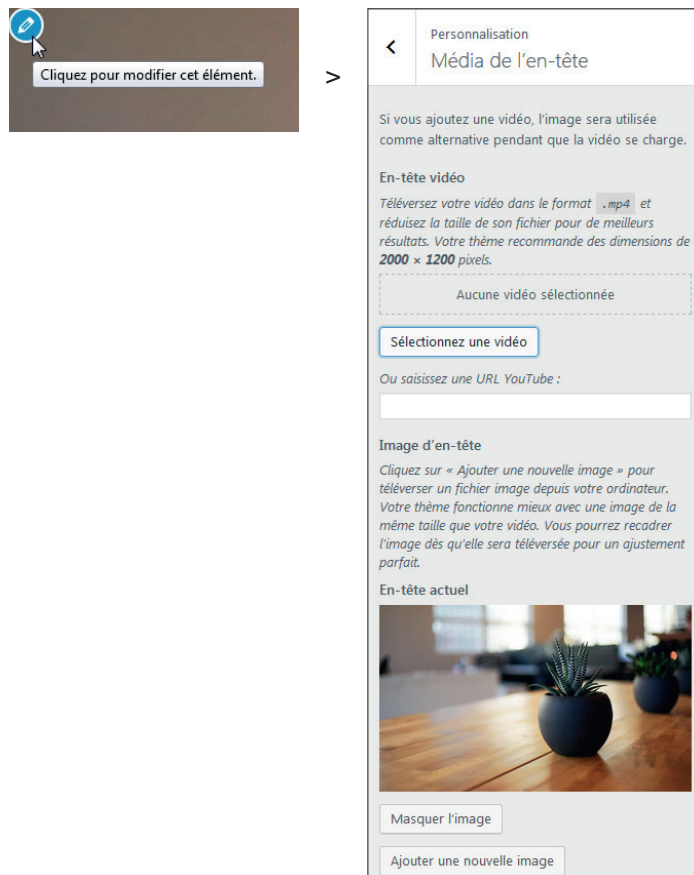 Cliquez pour modifier cet élément.
>
Personnalisation
Média de l'en-tête
Si vous ajoutez une vidéo, l'image sera utilisée
comme alternative pendant que la vidéo se charge.
En-tête vidéo
Téléversez votre vidéo dans le format .mp4 et
réduisez la taille de son fichier pour de meilleurs
résultats. Votre thème recommande des dimensions de
2000 × 1200 pixels.
Aucune vidéo sélectionnée
Sélectionnez une vidéo
Ou saisissez une URL YouTube :
Image d'en-tête
Cliquez sur « Ajouter une nouvelle image » pour
téléverser un fichier image depuis votre ordinateur.
Votre thème fonctionne mieux avec une image de la
même taille que votre vidéo. Vous pourrez recadrer
l'image dès qu'elle sera téléversée pour un ajustement
parfait.
En-tête actuel
Masquer l'image
Ajouter une nouvelle image